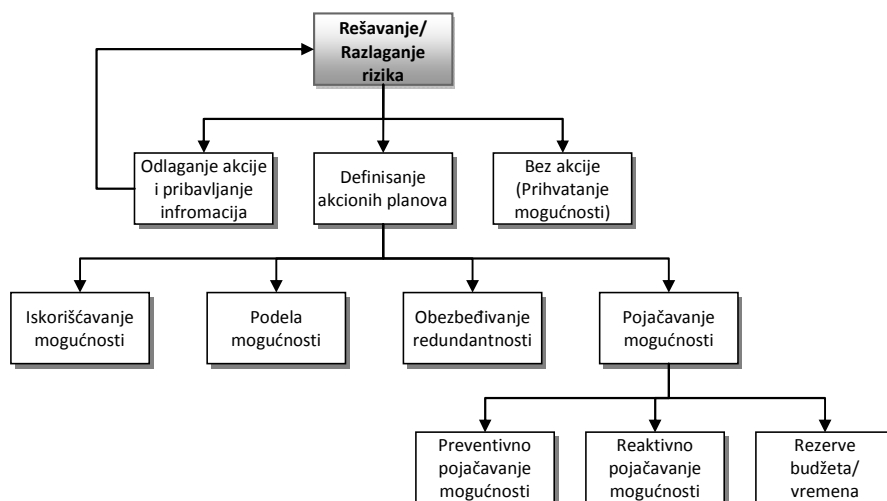 Rešavanje/
Razlaganje
rizika
Odlaganje akcije
i pribavljanje
infromacija
Definisanje
akcionih planova
Bez akcije
(Prihvatanje
mogućnosti)
Iskorišćavanje
mogućnosti
Podela
mogućnosti
Obezbeđivanje
redundantnosti
Pojačavanje
mogućnosti
Preventivno
pojačavanje
mogućnosti
Reaktivno
pojačavanje
mogućnosti
Rezerve
budžeta/
vremena